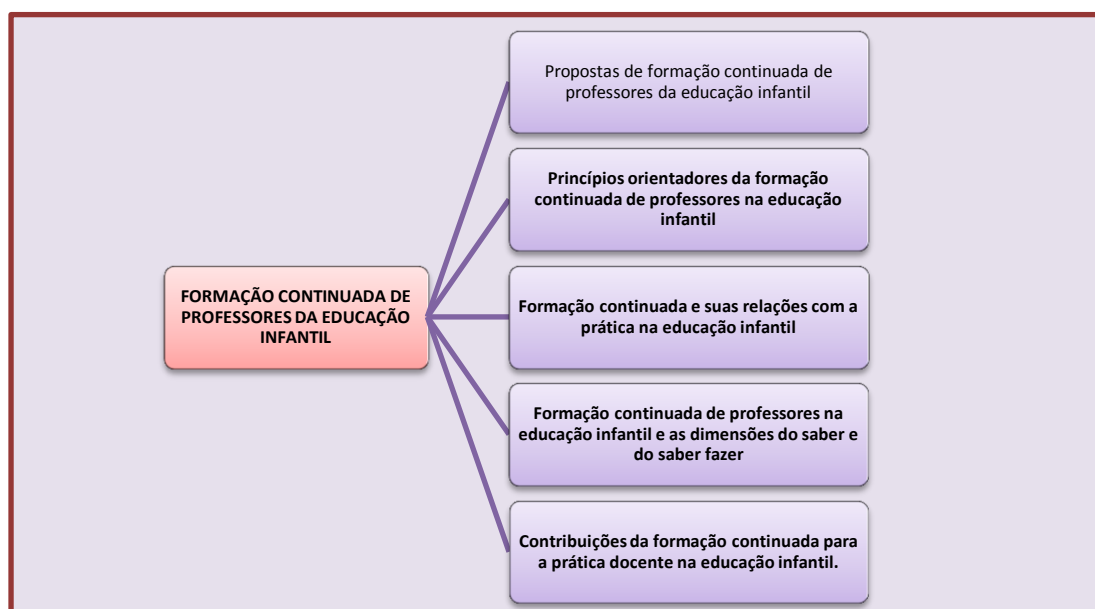 Propostas de formação continuada de
professores da educação infantil
Princípios orientadores da formação
continuada de professores na educação
infantil
FORMAÇÃO CONTINUADA DE
PROFESSORES DA EDUCAÇÃO
INFANTIL
Formação continuada e suas relações com a
prática na educação infantil
Formação continuada de professores na
educação infantil e as dimensões do saber e
do saber fazer
Contribuições da formação continuada para
a prática docente na educação infantil.